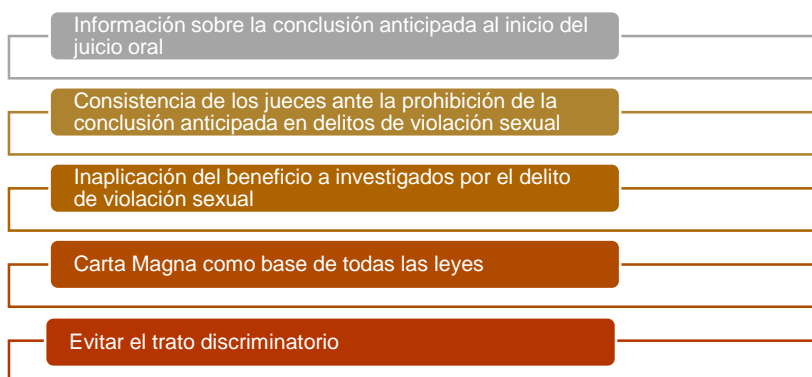 Información sobre la conclusión anticipada al inicio del
juicio oral
Consistencia de los jueces ante la prohibición de la
conclusión anticipada en delitos de violación sexual
Inaplicación del beneficio a investigados por el delito
de violación sexual
Carta Magna como base de todas las leyes
Evitar el trato discriminatorio